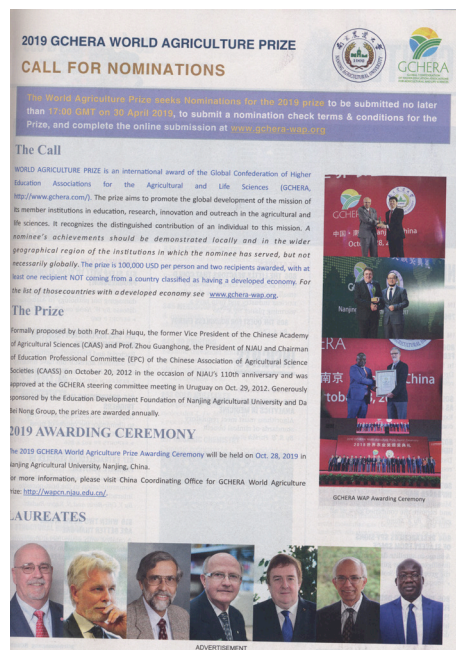 2019 GCHERA WORLD AGRICULTURE PRIZE
CALL FOR NOMINATIONS
GCHERA
The World Agriculture Prize seeks Nominations for the 2019 prize to be submitted no later
than 17:00 GMT on 30 April 2019, to submit a nomination check terms & conditions for the
Prize, and complete the online submission at www.gchera-wap.org
The Call
WORLD AGRICULTURE PRIZE is an international award of the Global Confederation of Higher
Education Associations for the Agricultural and Life Sciences (GCHERA,
http://www.gchera.com/). The prize aims to promote the global development of the mission of
its member institutions in education, research, innovation and outreach in the agricultural and
life sciences. It recognizes the distinguished contribution of an individual to this mission. A
nominee's achievements should be demonstrated locally and in the wider
geographical region of the institutions in which the nominee has served, but not
necessarily globally. The prize is 100,000 USD per person and two recipients awarded, with at
least one recipient NOT coming from a country classified as having a developed economy. For
the list of those countries with a developed economy see www.gchera-wap.org.
The Prize
Formally proposed by both Prof. Zhai Huqu, the former Vice President of the Chinese Academy
of Agricultural Sciences (CAAS) and Prof. Zhou Guanghong, the President of NJAU and Chairman
of Education Professional Committee (EPC) of the Chinese Association of Agricultural Science
Societies (CAASS) on October 20, 2012 in the occasion of NJAU's 110th anniversary and was
approved at the GCHERA steering committee meeting in Uruguay on Oct. 29, 2012. Generously
sponsored by the Education Development Foundation of Nanjing Agricultural University and Da
Bei Nong Group, the prizes are awarded annually.
2019 AWARDING CEREMONY
he 2019 GCHERA World Agriculture Prize Awarding Ceremony will be held on Oct. 28, 2019 in
anjing Agricultural University, Nanjing, China.
or more information, please visit China Coordinating Office for GCHERA World Agriculture
rize: http://wapcn.njau.edu.cn/.
GCHERA WAP Awarding Ceremony
LAUREATES
ADVERTISEMENT